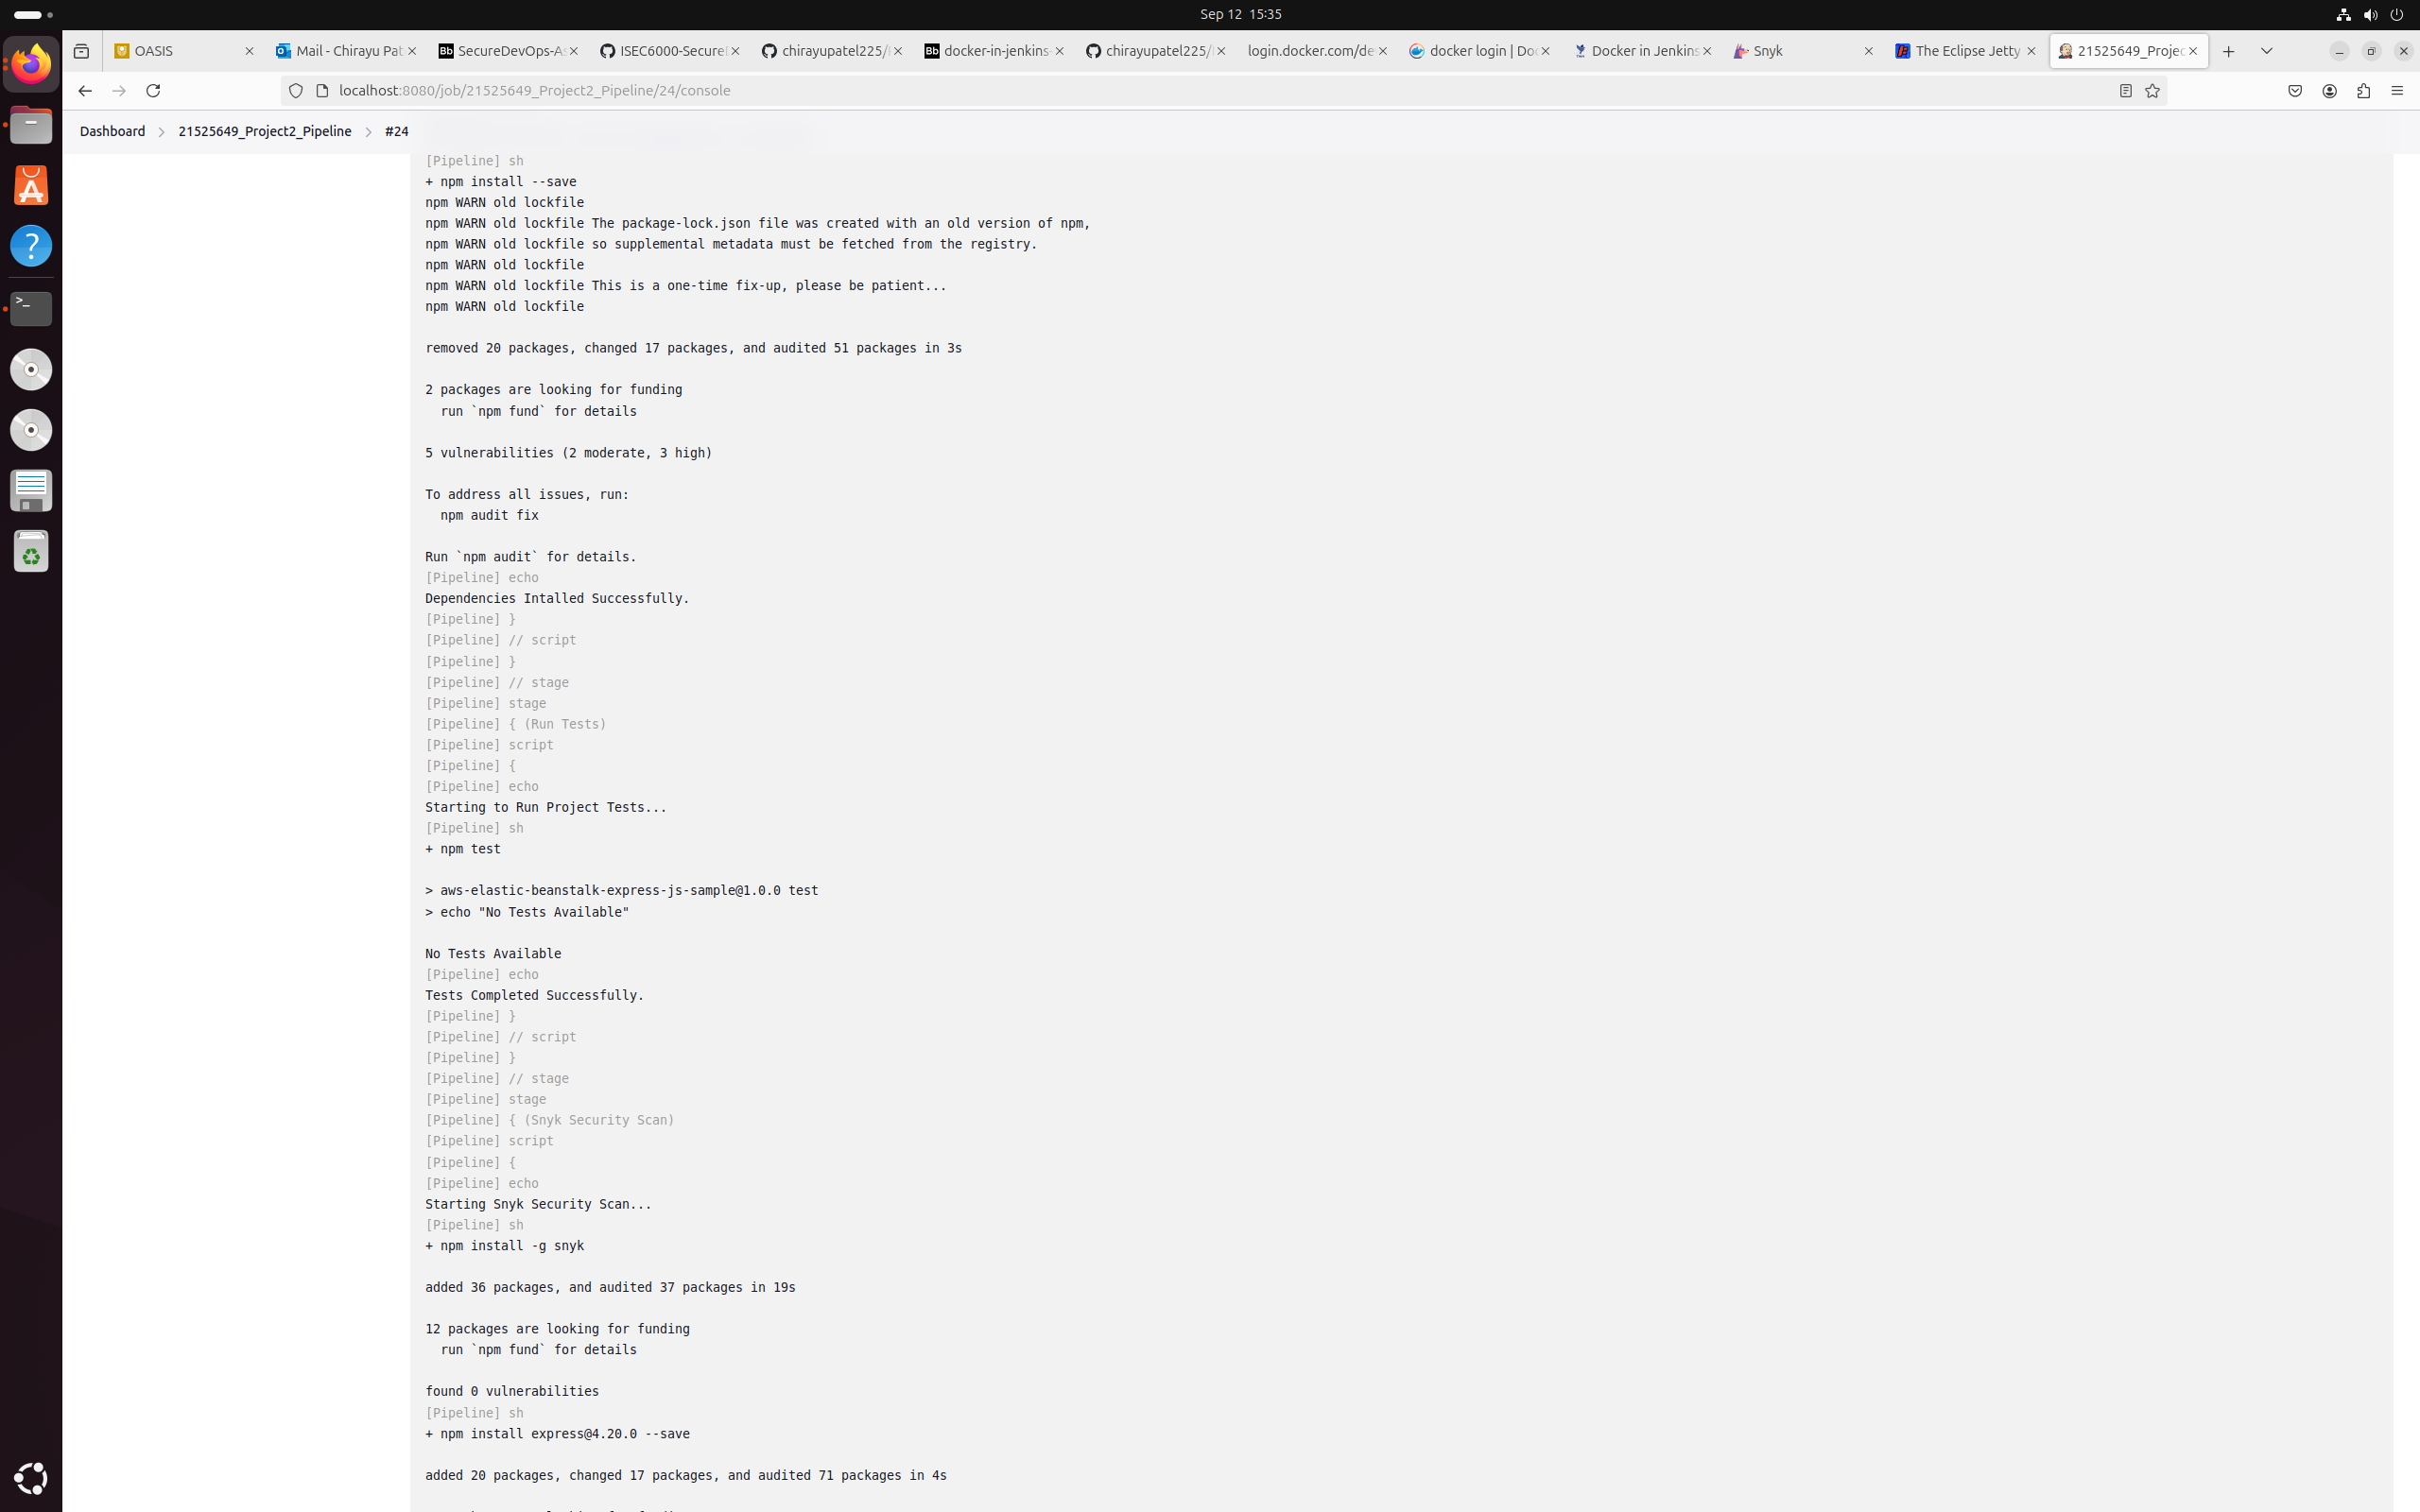 Sep 12 15:35
OASIS
Mail - Chirayu Pat
SecureDevOps-As
ISEC6000-Secure
chirayupatel225/
docker-in-jenkins-
chirayupatel225/
login.docker.com/de
docker login | Doc
Docker in Jenkins
Snyk
The Eclipse Jetty
21525649_Projec
localhost:8080/job/21525649_Project2_Pipeline/24/console
Dashboard > 21525649_Project2_Pipeline > #24
[Pipeline] sh
+ npm install --save
npm WARN old lockfile
npm WARN old lockfile The package-lock.json file was created with an old version of npm,
npm WARN old lockfile so supplemental metadata must be fetched from the registry.
npm WARN old lockfile
npm WARN old lockfile This is a one-time fix-up, please be patient...
npm WARN old lockfile
removed 20 packages, changed 17 packages, and audited 51 packages in 3s
2 packages are looking for funding
run `npm fund` for details
5 vulnerabilities (2 moderate, 3 high)
To address all issues, run:
npm audit fix
Run `npm audit` for details.
[Pipeline] echo
Dependencies Intalled Successfully.
[Pipeline] }
[Pipeline] // script
[Pipeline] }
[Pipeline] // stage
[Pipeline] stage
[Pipeline] { (Run Tests)
[Pipeline] script
[Pipeline] {
[Pipeline] echo
Starting to Run Project Tests...
[Pipeline] sh
+ npm test
> aws-elastic-beanstalk-express-js-sample@1.0.0 test
> echo "No Tests Available"
No Tests Available
[Pipeline] echo
Tests Completed Successfully.
[Pipeline] }
[Pipeline] // script
[Pipeline] }
[Pipeline] // stage
[Pipeline] stage
[Pipeline] { (Snyk Security Scan)
[Pipeline] script
[Pipeline] {
[Pipeline] echo
Starting Snyk Security Scan...
[Pipeline] sh
+ npm install -g snyk
added 36 packages, and audited 37 packages in 19s
12 packages are looking for funding
run `npm fund` for details
found 0 vulnerabilities
[Pipeline] sh
+ npm install express@4.20.0 --save
added 20 packages, changed 17 packages, and audited 71 packages in 4s